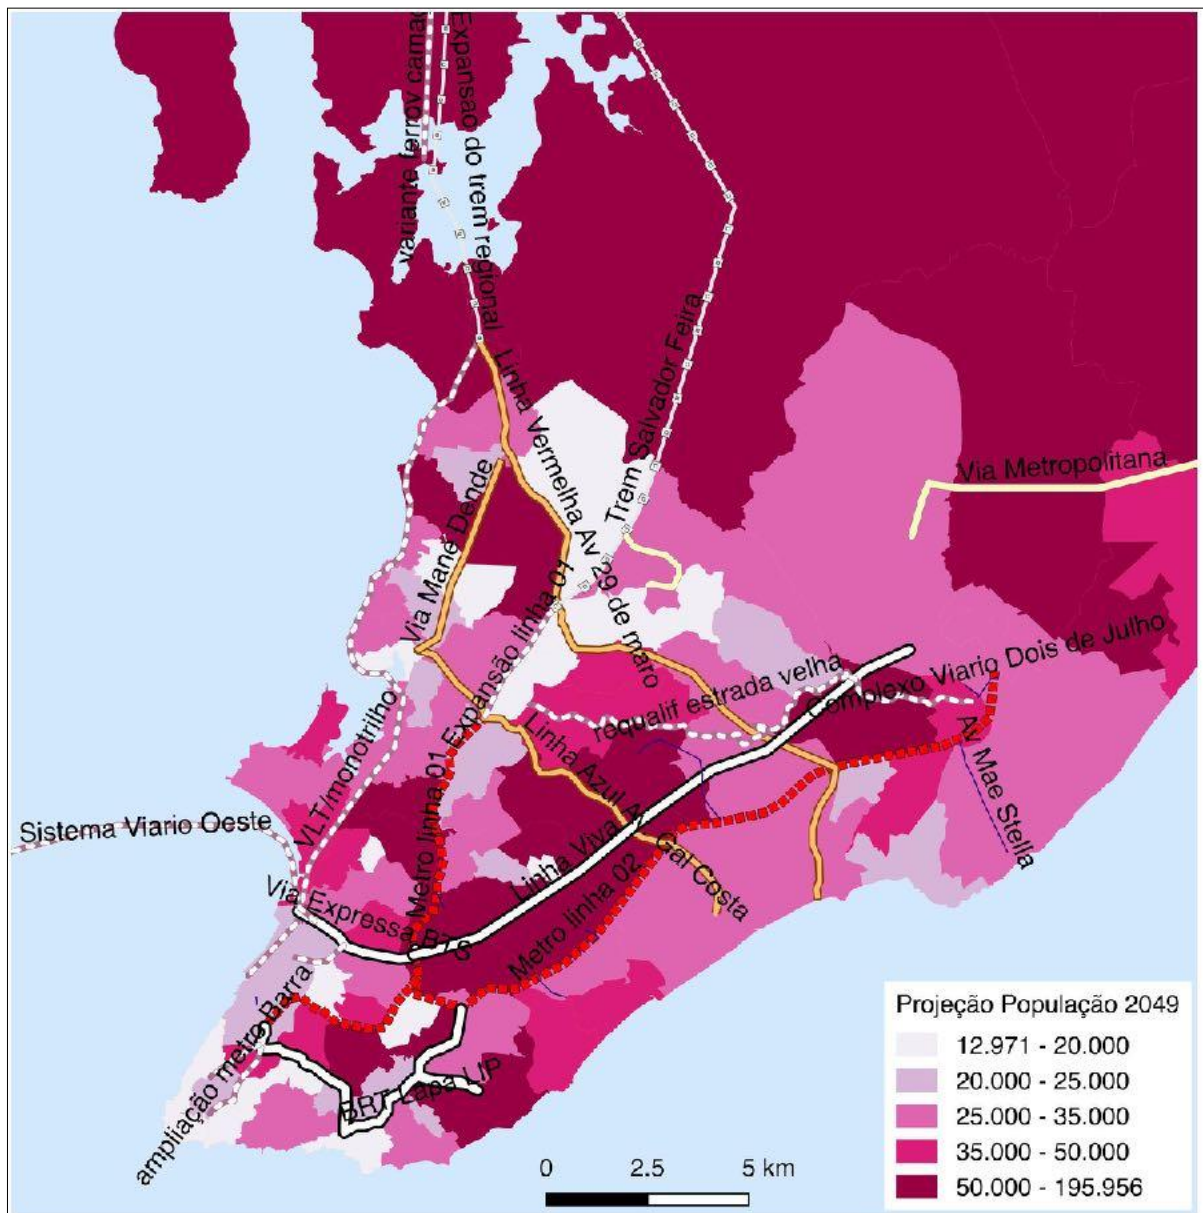 variante ferrov camaç
Expansao do trem regional
Linha Vermelha Av 29 de maro
Trem Salvador Feira
Via Metropolitana
Via Mané Dende
Expansão linha 01
requalif estrada velha
Complexo Viario Dois de Julho
Av Mae Stella
VLT/monotrilho
Metro linha 01
Linha Azul Av Gal Costa
Sistema Viario Oeste
Linha Viva
Via Expressa BTS
Metro linha 02
ampliação metro Barra
BRT Lapa LIP
Projeção População 2049
12.971 - 20.000
20.000 - 25.000
25.000 - 35.000
35.000 - 50.000
50.000 - 195.956
0 2.5 5 km